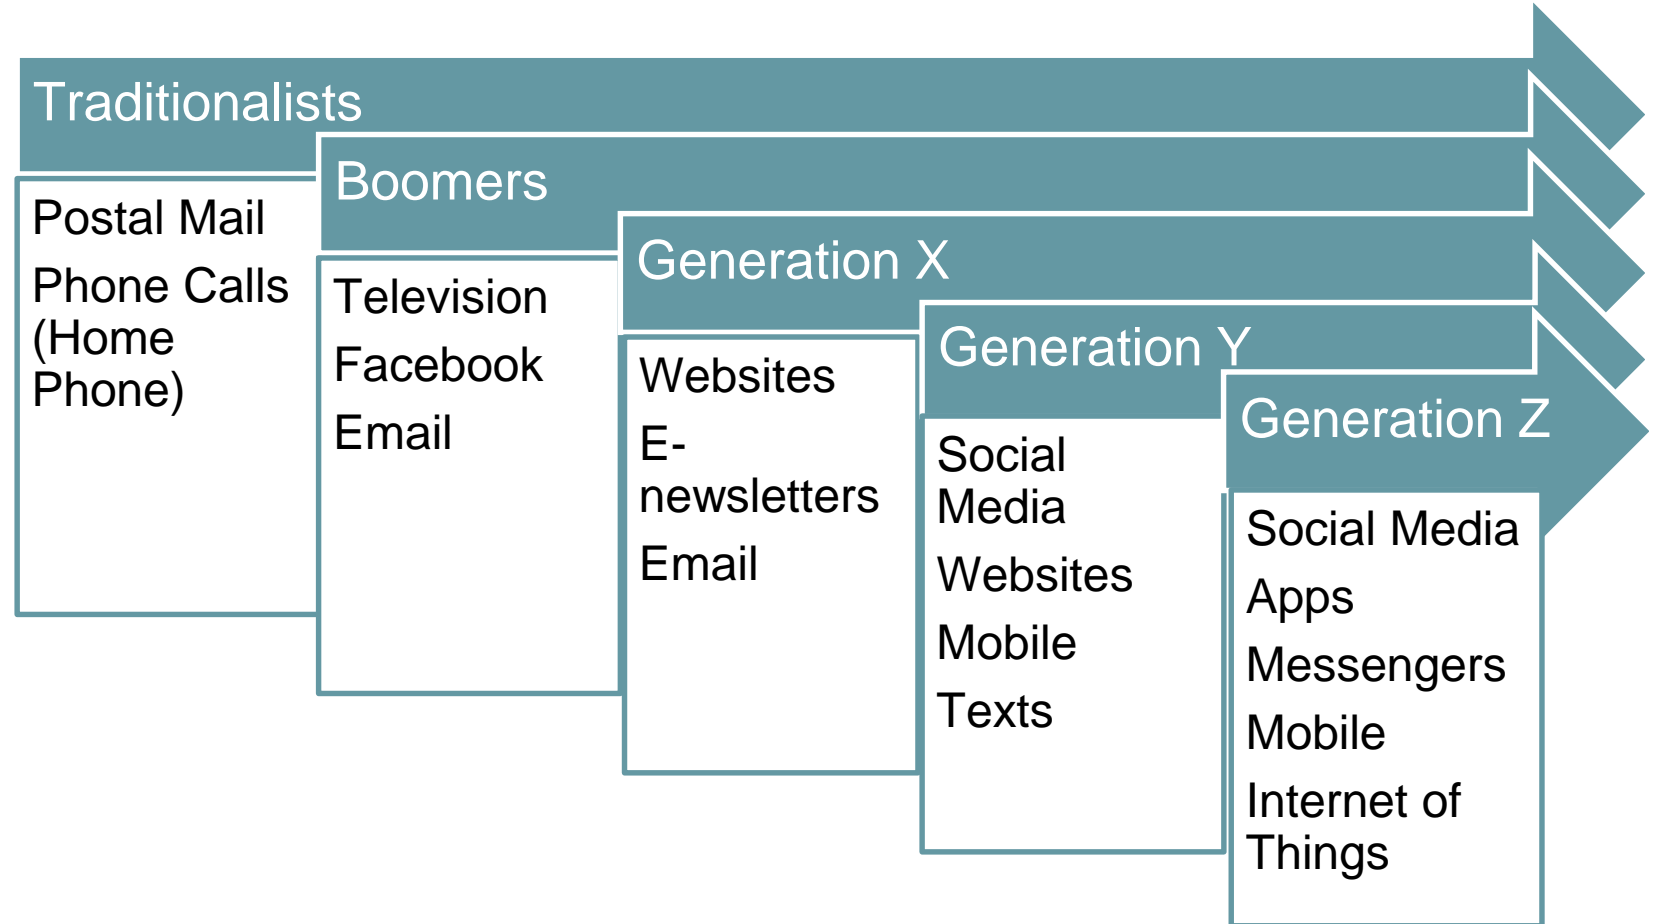 Traditionalists
Postal Mail
Phone Calls
(Home
Phone)
Boomers
Television
Facebook
Email
Generation X
Websites
E-
newsletters
Email
Generation Y
Social
Media
Websites
Mobile
Texts
Generation Z
Social Media
Apps
Messengers
Mobile
Internet of
Things